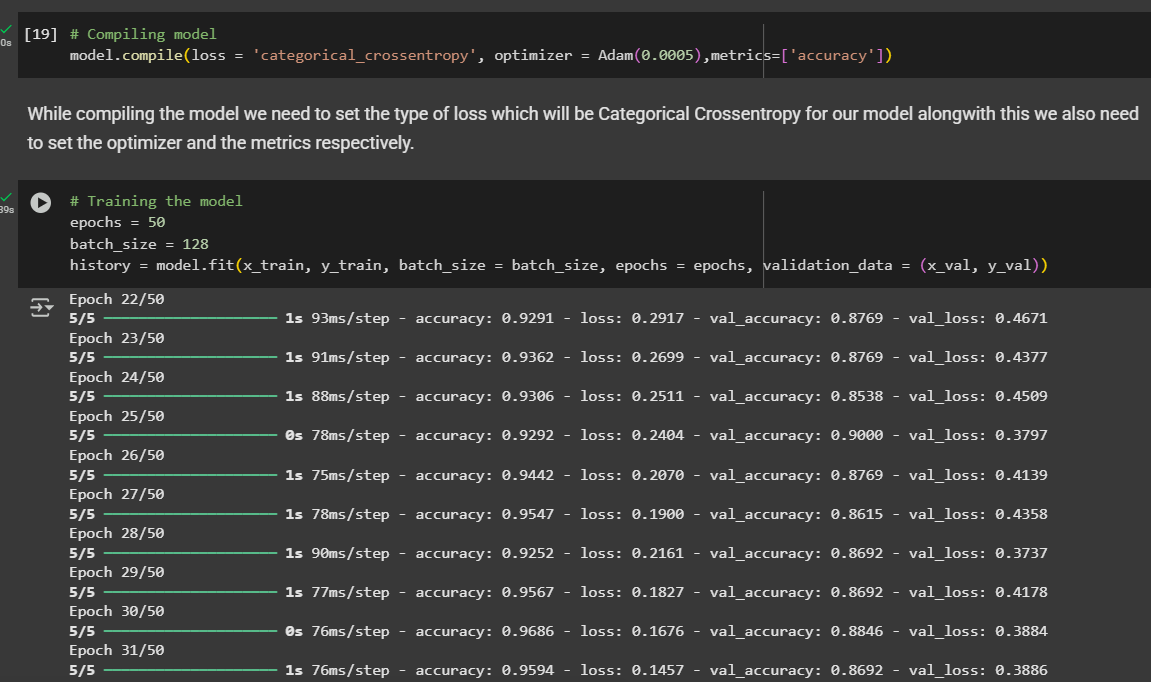 [19] # Compiling model
0s
model.compile(loss = 'categorical_crossentropy', optimizer = Adam(0.0005),metrics=['accuracy'])
While compiling the model we need to set the type of loss which will be Categorical Crossentropy for our model alongwith this we also need
to set the optimizer and the metrics respectively.
# Training the model
39s
epochs = 50
batch_size = 128
history = model.fit(x_train, y_train, batch_size = batch_size, epochs = epochs, validation_data = (x_val, y_val))
Epoch 22/50
5/5 1s 93ms/step - accuracy: 0.9291 - loss: 0.2917 - val_accuracy: 0.8769 - val_loss: 0.4671
Epoch 23/50
5/5 1s 91ms/step - accuracy: 0.9362 - loss: 0.2699 - val_accuracy: 0.8769 - val_loss: 0.4377
Epoch 24/50
5/5 1s 88ms/step - accuracy: 0.9306 - loss: 0.2511 - val_accuracy: 0.8538 - val_loss: 0.4509
Epoch 25/50
5/5 0s 78ms/step - accuracy: 0.9292 - loss: 0.2404 - val_accuracy: 0.9000 - val_loss: 0.3797
Epoch 26/50
5/5 1s 75ms/step - accuracy: 0.9442 - loss: 0.2070 - val_accuracy: 0.8769 - val_loss: 0.4139
Epoch 27/50
5/5 1s 78ms/step - accuracy: 0.9547 - loss: 0.1900 - val_accuracy: 0.8615 - val_loss: 0.4358
Epoch 28/50
5/5 1s 90ms/step - accuracy: 0.9252 - loss: 0.2161 - val_accuracy: 0.8692 - val_loss: 0.3737
Epoch 29/50
5/5 1s 77ms/step - accuracy: 0.9567 - loss: 0.1827 - val_accuracy: 0.8692 - val_loss: 0.4178
Epoch 30/50
5/5 0s 76ms/step - accuracy: 0.9686 - loss: 0.1676 - val_accuracy: 0.8846 - val_loss: 0.3884
Epoch 31/50
5/5 1s 76ms/step - accuracy: 0.9594 - loss: 0.1457 - val_accuracy: 0.8692 - val_loss: 0.3886